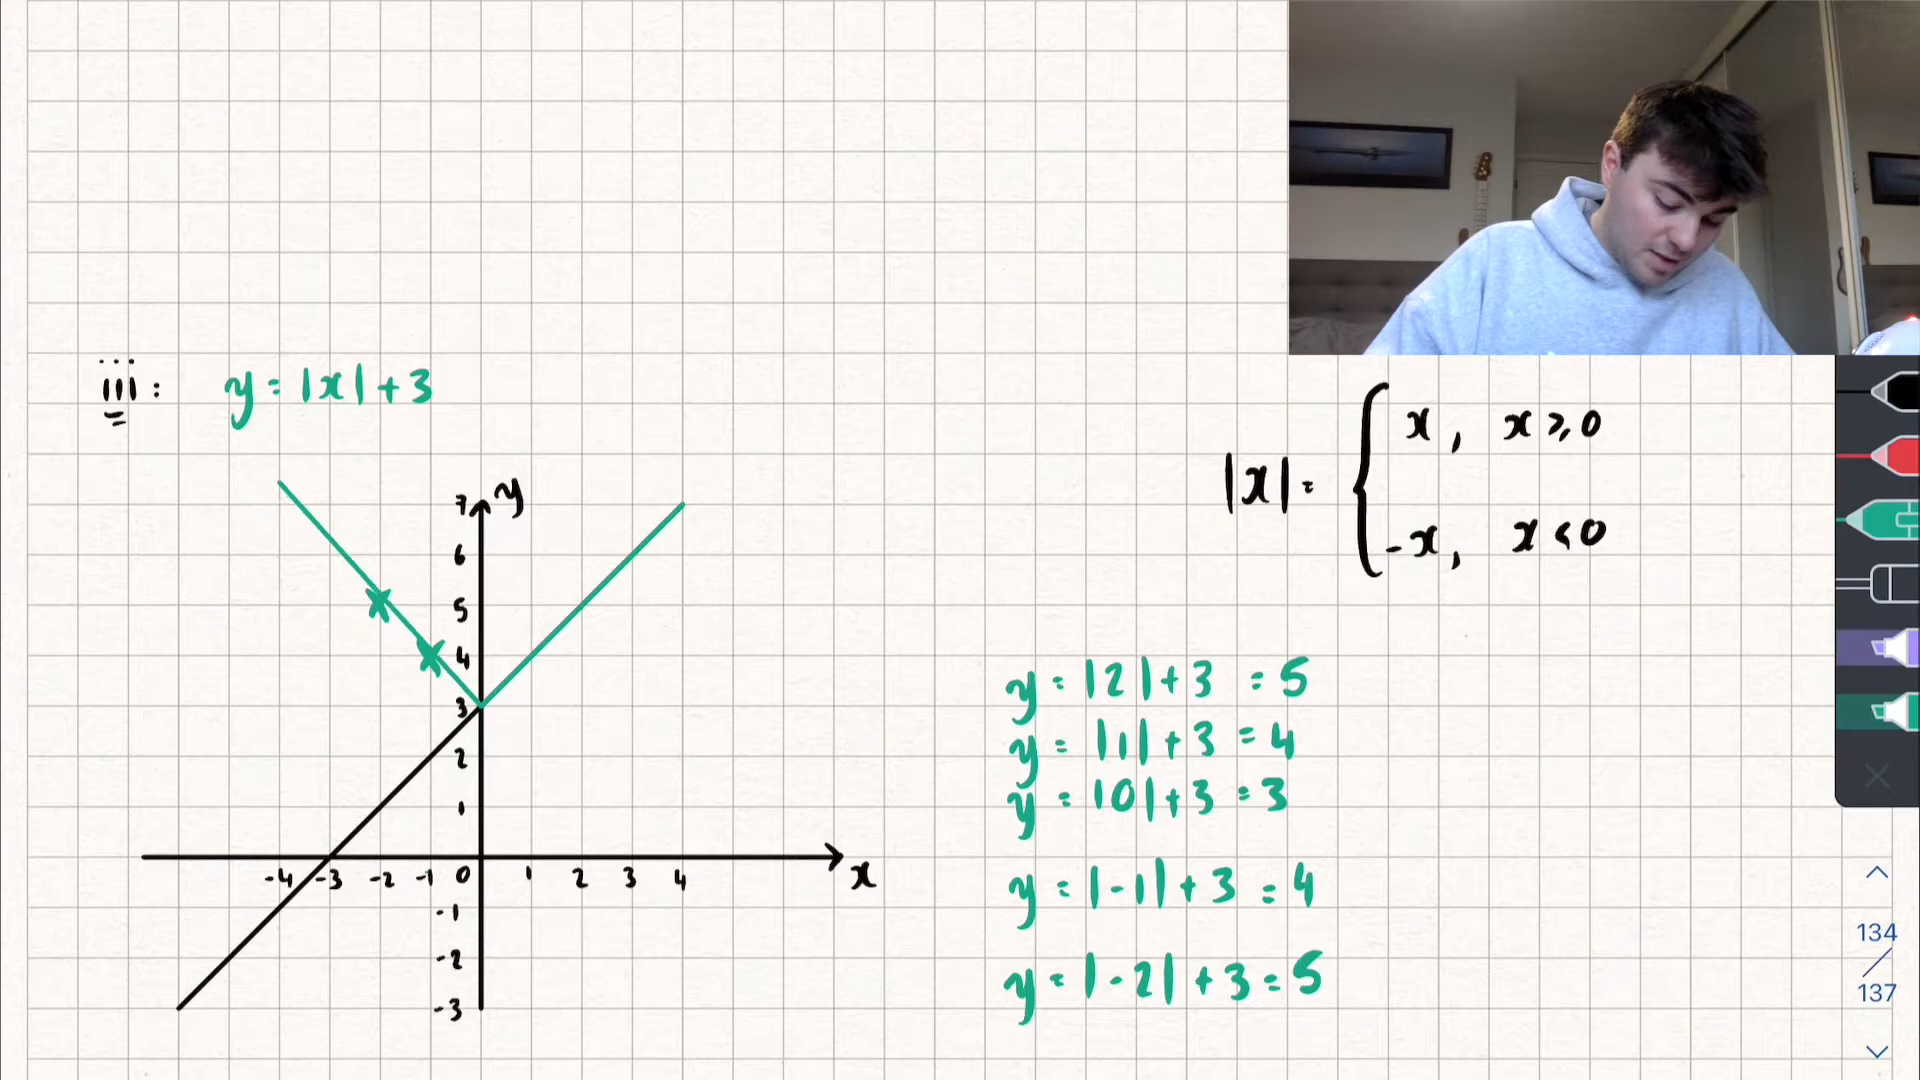 iii: y = |x| + 3
|x| = { x, x ≥ 0
-x, x < 0
y
7
6
5
4
3
2
1
-4 -3 -2 -1 0 1 2 3 4 x
-1
-2
-3
y = |2| + 3 = 5
y = |1| + 3 = 4
y = |0| + 3 = 3
y = |-1| + 3 = 4
y = |-2| + 3 = 5
134
/
137